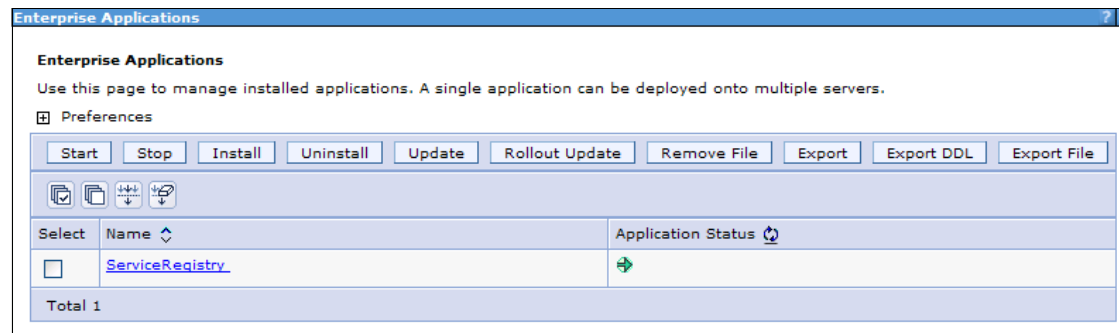 Enterprise Applications ?
Enterprise Applications
Use this page to manage installed applications. A single application can be deployed onto multiple servers.
Preferences
Start Stop Install Uninstall Update Rollout Update Remove File Export Export DDL Export File
Select Name Application Status
ServiceRegistry
Total 1